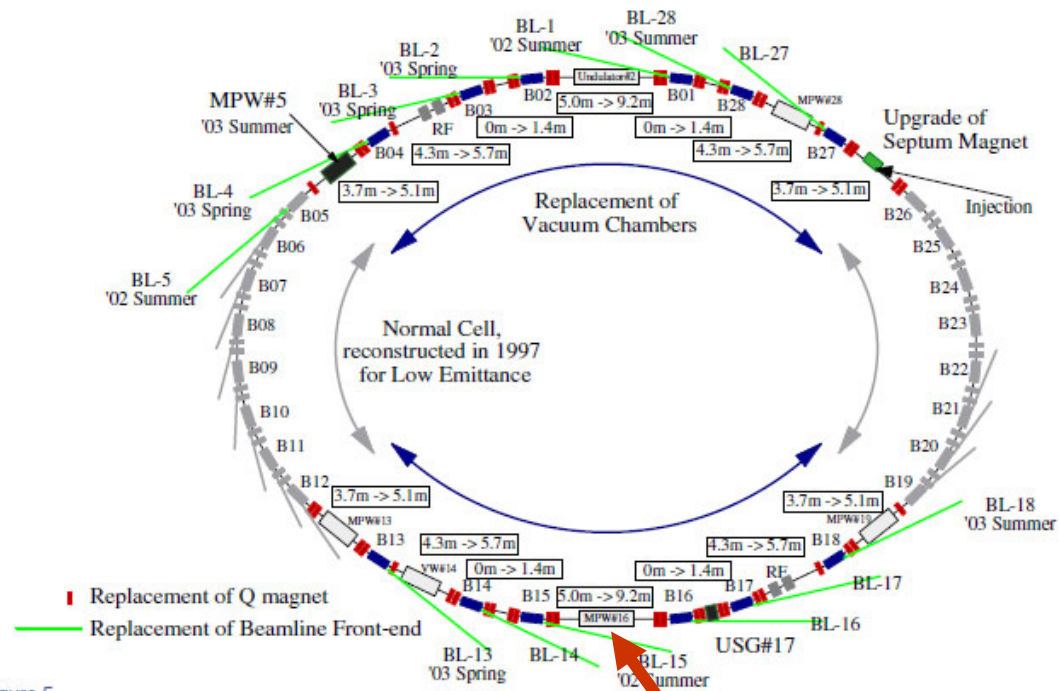 BL-28
'03 Summer
BL-1
'02 Summer
BL-27
BL-2
'03 Spring
BL-3
'03 Spring
MPW#5
'03 Summer
Undulator#2
MPW#28
B03
B02
B01
B28
5.0m -> 9.2m
RF
0m -> 1.4m
0m -> 1.4m
B04
4.3m -> 5.7m
4.3m -> 5.7m
B27
Upgrade of
Septum Magnet
3.7m -> 5.1m
3.7m -> 5.1m
BL-4
'03 Spring
B05
B26
Injection
Replacement of
Vacuum Chambers
B06
B25
BL-5
'02 Summer
B07
B24
B08
B23
Normal Cell,
reconstructed in 1997
for Low Emittance
B09
B22
B10
B21
B11
B20
B12
B19
3.7m -> 5.1m
3.7m -> 5.1m
MPW#13
MPW#19
BL-18
'03 Summer
B13
B18
4.3m -> 5.7m
4.3m -> 5.7m
VW#14
0m -> 1.4m
0m -> 1.4m
RF
BL-17
B14
B15
5.0m -> 9.2m
B16
B17
MPW#16
BL-16
USG#17
Replacement of Q magnet
Replacement of Beamline Front-end
BL-13
'03 Spring
BL-14
BL-15
'02 Summer